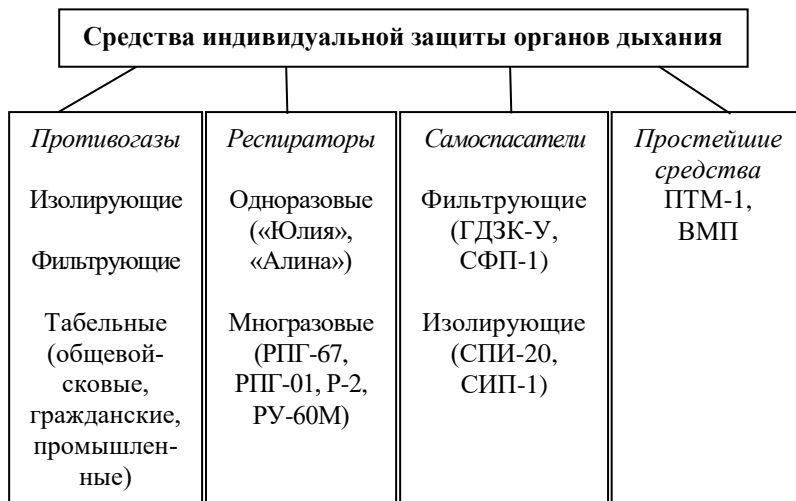 Средства индивидуальной защиты органов дыхания
Противогазы
Изолирующие
Фильтрующие
Табельные
(общевой-
сковые,
гражданские,
промышлен-
ные)
Респираторы
Одноразовые
(«Юлия»,
«Алина»)
Многразовые
(РПГ-67,
РПГ-01, Р-2,
РУ-60М)
Самоспасатели
Фильтрующие
(ГДЗК-У,
СФП-1)
Изолирующие
(СПИ-20,
СИП-1)
Простейшие
средства
ПТМ-1,
ВМП